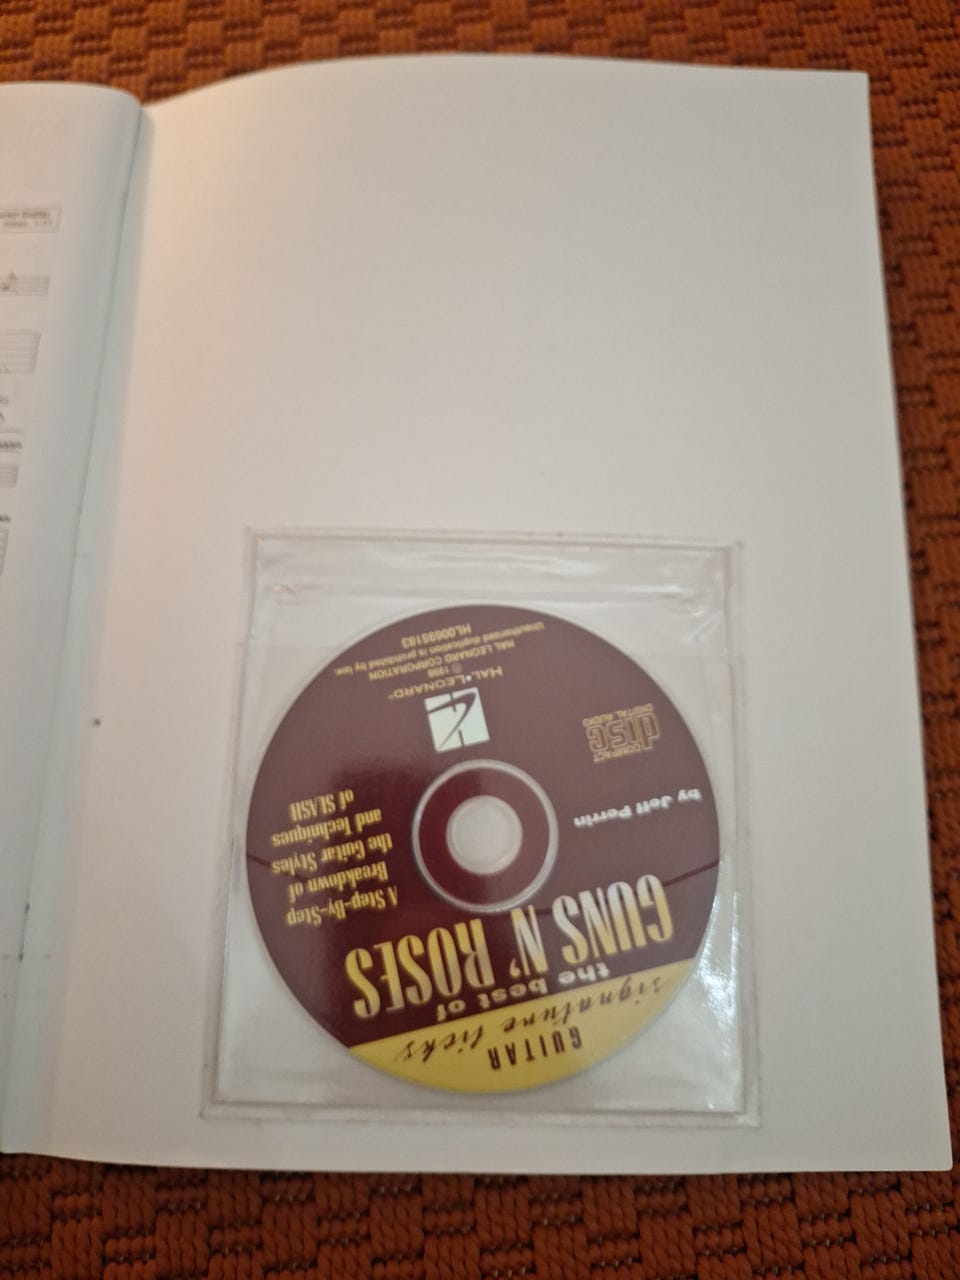 GUITAR
signature licks
the best of
GUNS N' ROSES
by Jeff Perrin
A Step-By-Step
Breakdown of
the Guitar Styles
and Techniques
of SLASH
COMPACT
disc
DIGITAL AUDIO
HAL•LEONARD®
© 1998
HAL LEONARD CORPORATION
Unauthorized duplication is prohibited by law.
HL00695183